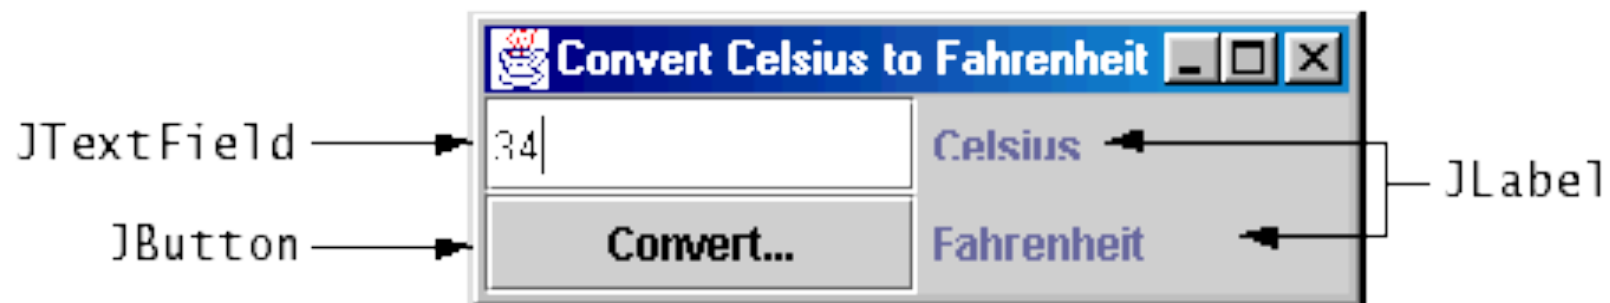 Convert Celsius to Fahrenheit
JTextField 34 Celsius JLabel
JButton Convert... Fahrenheit